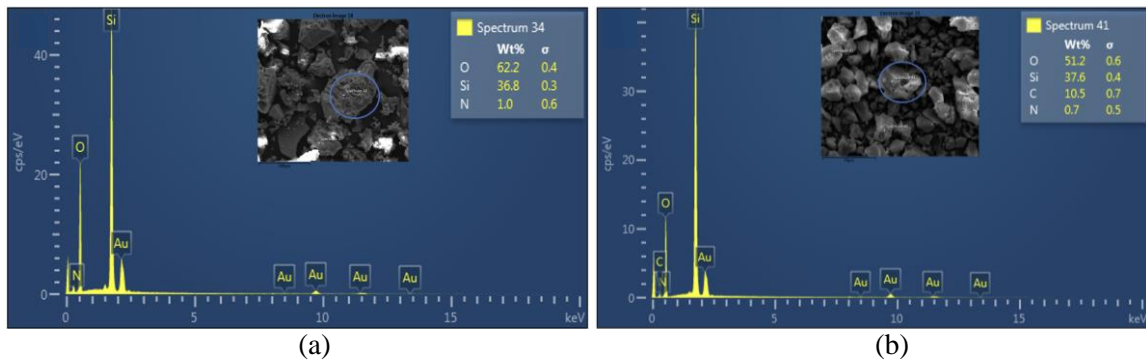 Si
Spectrum 34
Wt% σ
O 62.2 0.4
Si 36.8 0.3
N 1.0 0.6
40
cps/eV
O
20
Au
N
Au Au Au Au
0
0 5 10 15 keV
(a)
Si
Spectrum 41
Wt% σ
O 51.2 0.6
Si 37.6 0.4
C 10.5 0.7
N 0.7 0.5
30
cps/eV
20
O
10
C
Au
N
Au Au Au Au
0
0 5 10 15 keV
(b)